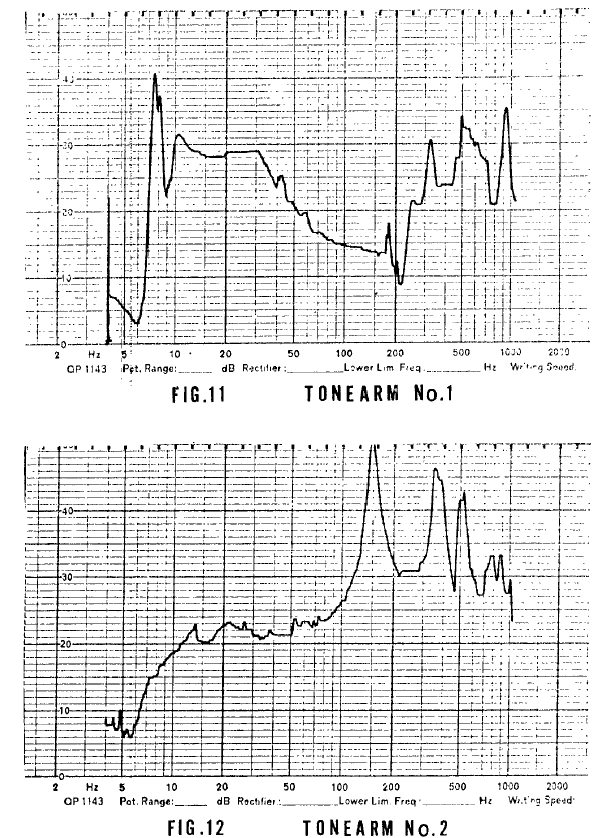 40
30
20
10
0
2 Hz 5 10 20 50 100 200 500 1000 2000
QP 1143 Pot. Range: dB Rectifier: Lower Lim. Freq. Hz Writing Speed.
FIG.11 TONEARM No.1
40
30
20
10
0
2 Hz 5 10 20 50 100 200 500 1000 2000
QP 1143 Pot. Range: dB Rectifier: Lower Lim. Freq.: Hz Writing Speed:
FIG.12 TONEARM No.2